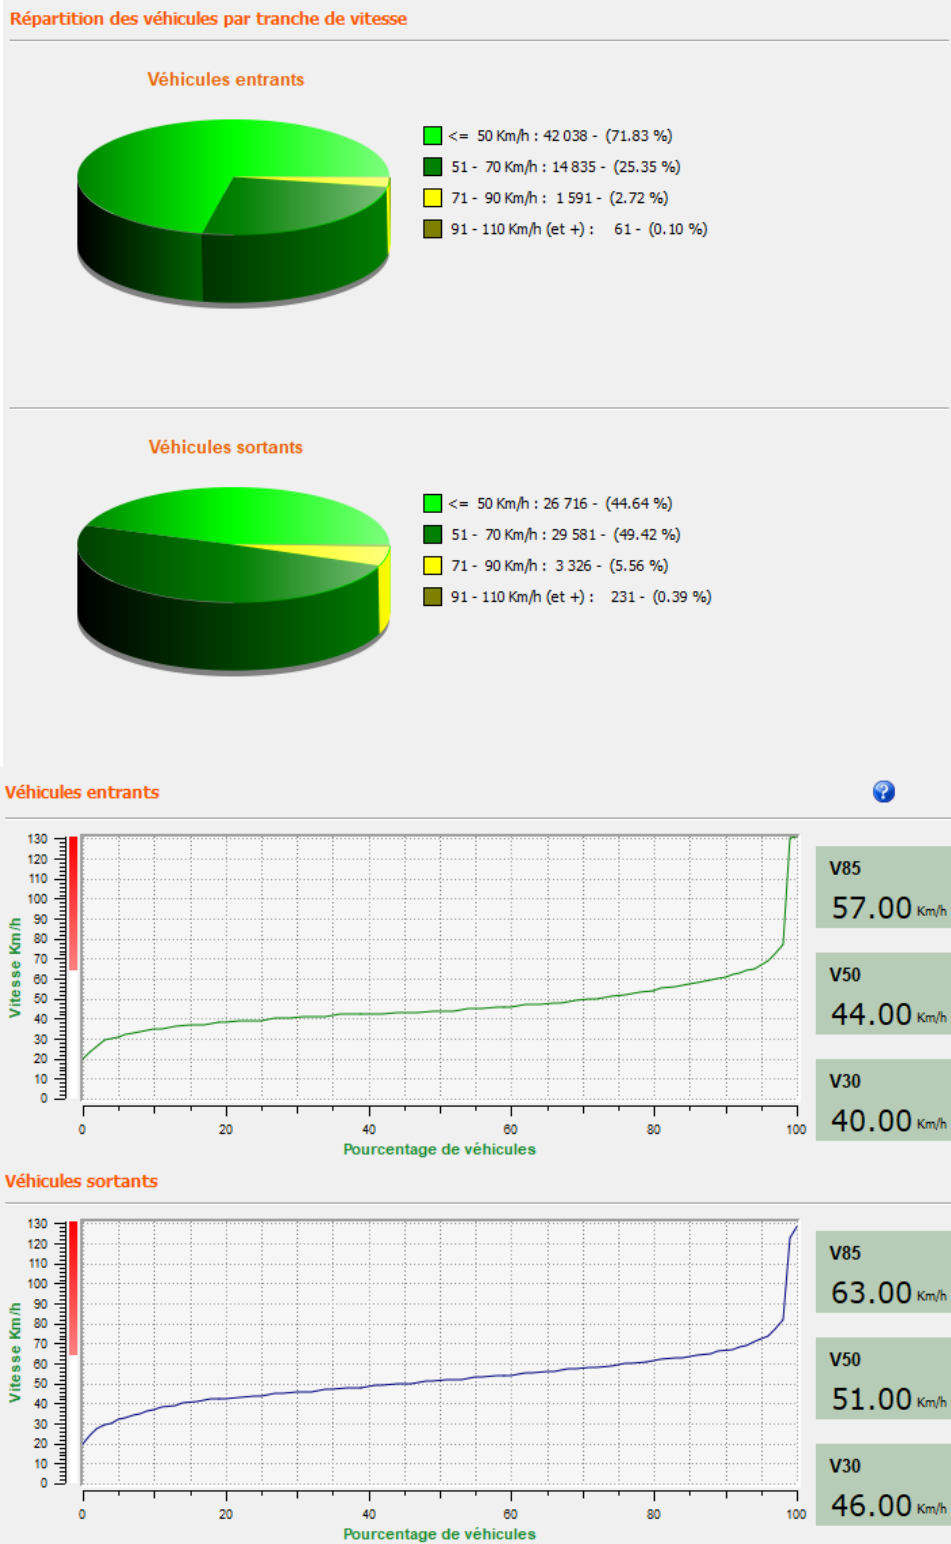 Répartition des véhicules par tranche de vitesse
Véhicules entrants
<= 50 Km/h : 42 038 - (71.83 %)
51 - 70 Km/h : 14 835 - (25.35 %)
71 - 90 Km/h : 1 591 - (2.72 %)
91 - 110 Km/h (et +) : 61 - (0.10 %)
Véhicules sortants
<= 50 Km/h : 26 716 - (44.64 %)
51 - 70 Km/h : 29 581 - (49.42 %)
71 - 90 Km/h : 3 326 - (5.56 %)
91 - 110 Km/h (et +) : 231 - (0.39 %)
Véhicules entrants
?
Vitesse Km/h
130
120
110
100
90
80
70
60
50
40
30
20
10
0
0 20 40 60 80 100
Pourcentage de véhicules
V85
57.00 Km/h
V50
44.00 Km/h
V30
40.00 Km/h
Véhicules sortants
Vitesse Km/h
130
120
110
100
90
80
70
60
50
40
30
20
10
0
0 20 40 60 80 100
Pourcentage de véhicules
V85
63.00 Km/h
V50
51.00 Km/h
V30
46.00 Km/h